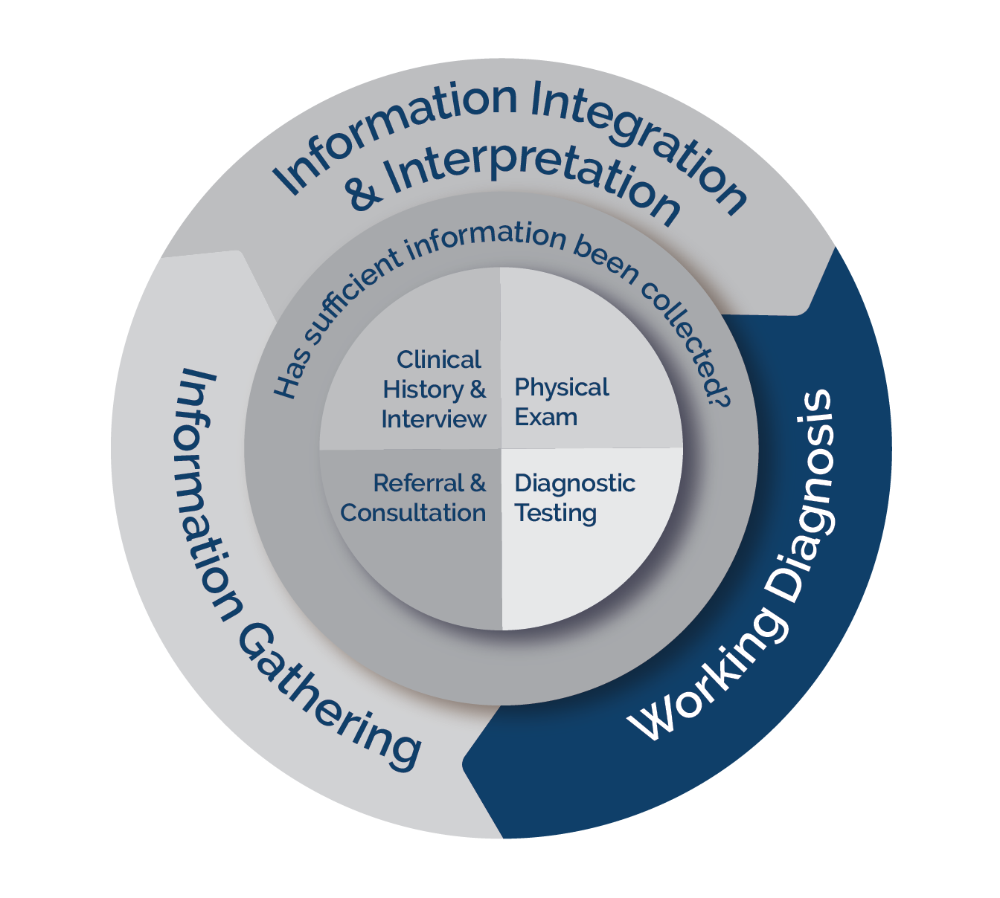 Information Integration
& Interpretation
Has sufficient information been collected?
Clinical
History &
Interview
Physical
Exam
Referral &
Consultation
Diagnostic
Testing
Information Gathering
Working Diagnosis